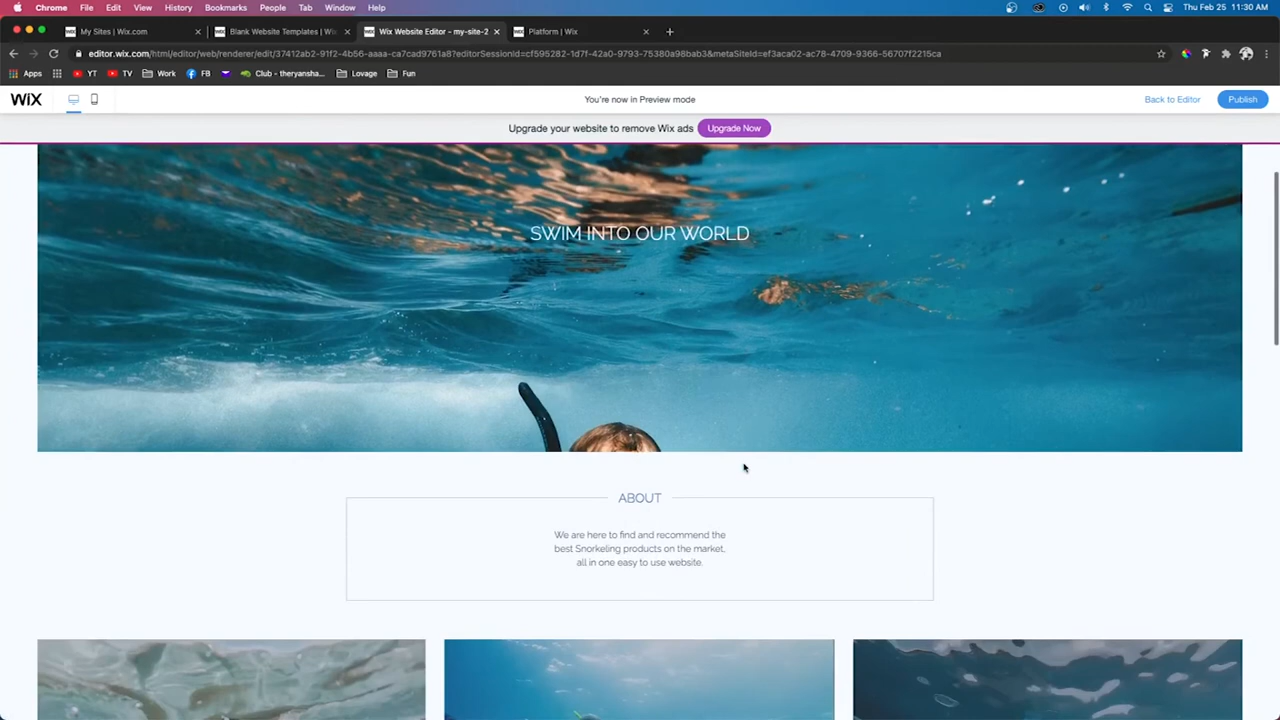 Chrome File Edit View History Bookmarks People Tab Window Help Thu Feb 25 11:30 AM
WiX My Sites | Wix.com WiX Blank Website Templates | Wi WiX Wix Website Editor - my-site-2 WiX Platform | Wix
editor.wix.com/html/editor/web/renderer/edit/37412ab2-91f2-4b56-aaaa-ca7cad9761a8?editorSessionId=cf595282-1d7f-42a0-9793-75380a98bab3&metaSiteId=ef3aca02-ac78-4709-9366-56707f2215ca
Apps YT TV Work FB Club - theryansha... Lovage Fun
WiX You're now in Preview mode Back to Editor Publish
Upgrade your website to remove Wix ads Upgrade Now
SWIM INTO OUR WORLD
ABOUT
We are here to find and recommend the
best Snorkeling products on the market,
all in one easy to use website.